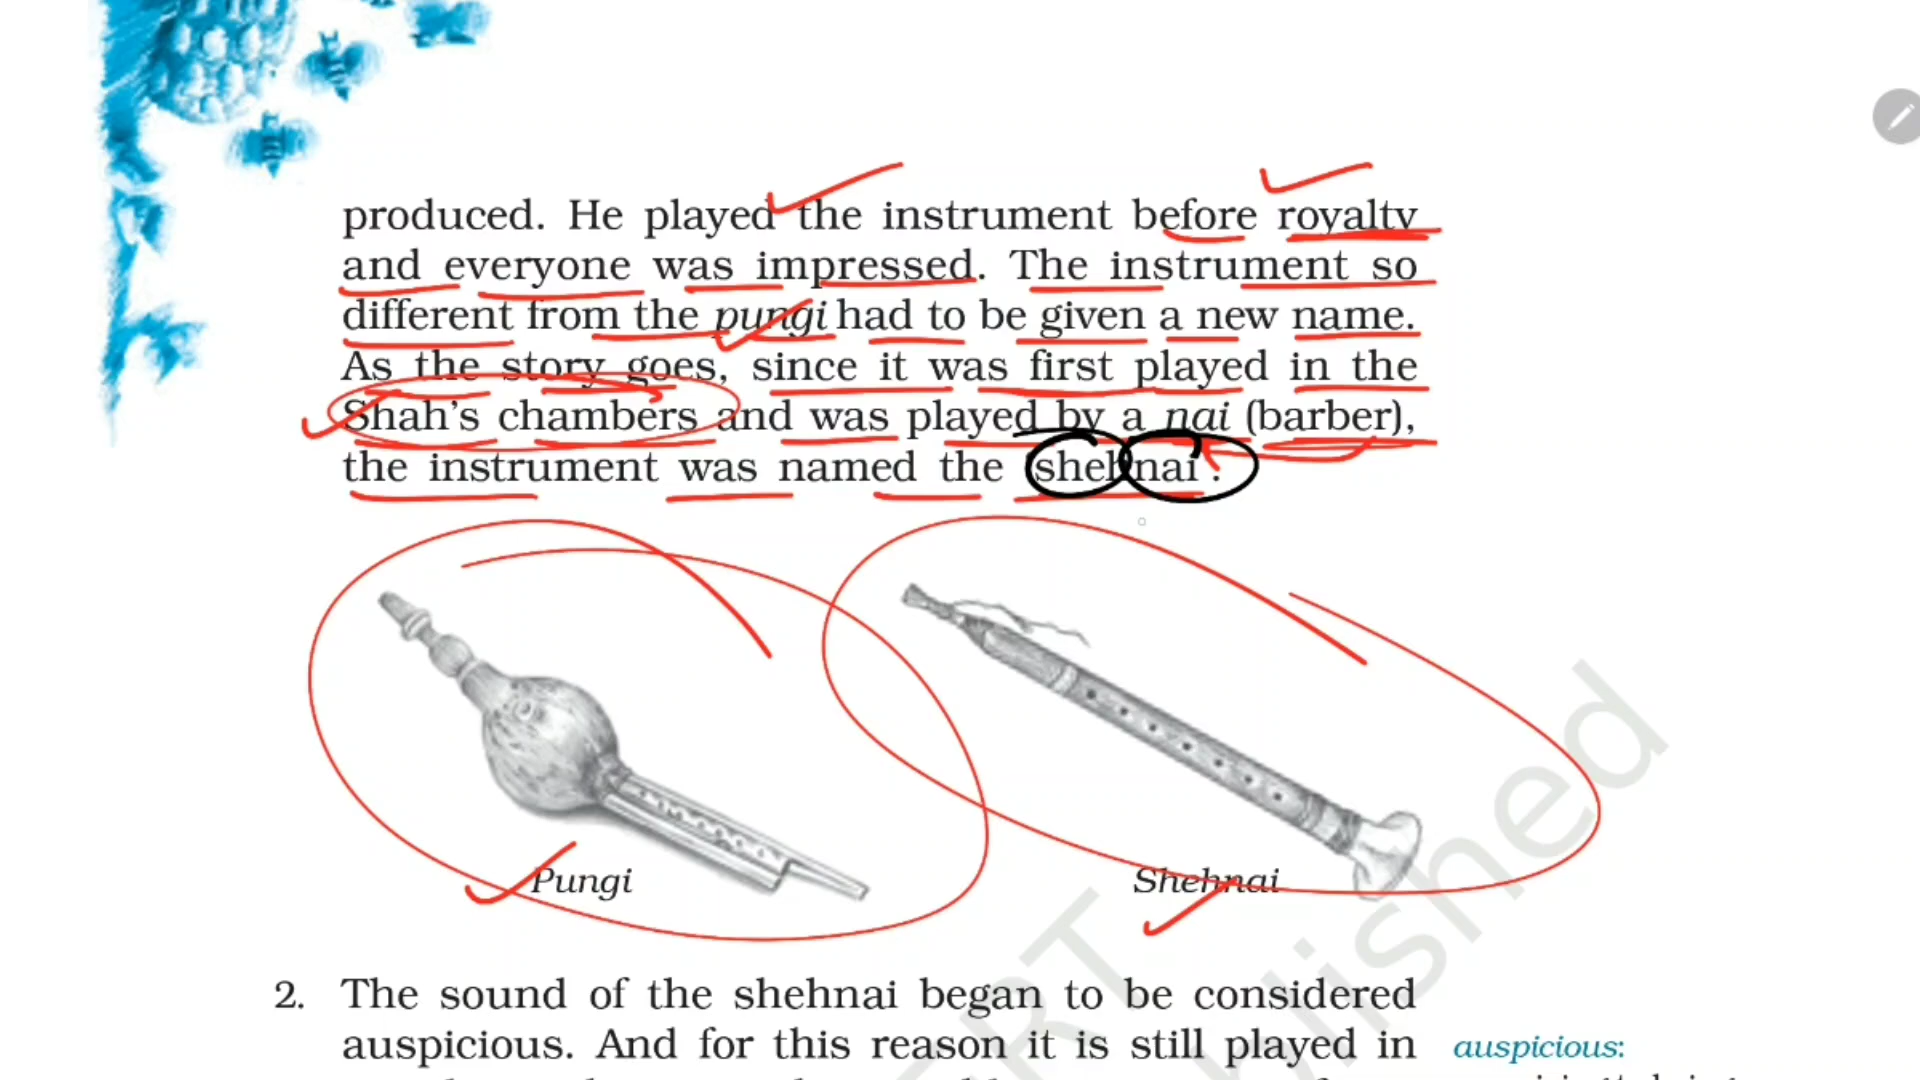 produced. He played the instrument before royalty
and everyone was impressed. The instrument so
different from the pungi had to be given a new name.
As the story goes, since it was first played in the
Shah's chambers and was played by a nai (barber),
the instrument was named the shehnai.
Pungi
Shehnai
2. The sound of the shehnai began to be considered
auspicious. And for this reason it is still played in
auspicious: